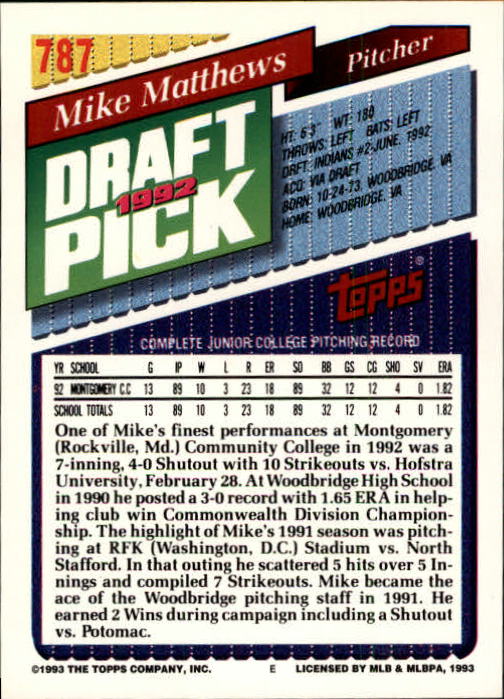 787
Mike Matthews
Pitcher
DRAFT
1992
PICK
HT: 6'3" WT: 180
THROWS: LEFT BATS: LEFT
DRFT: INDIANS #2-JUNE, 1992
ACQ: VIA DRAFT
BORN: 10-24-73, WOODBRIDGE, VA
HOME: WOODBRIDGE, VA
TOPPS®
COMPLETE JUNIOR COLLEGE PITCHING RECORD
YR SCHOOL G IP W L R ER SO BB GS CG SHO SV ERA
92 MONTGOMERY C.C 13 89 10 3 23 18 89 32 12 12 4 0 1.82
SCHOOL TOTALS 13 89 10 3 23 18 89 32 12 12 4 0 1.82
One of Mike's finest performances at Montgomery
(Rockville, Md.) Community College in 1992 was a
7-inning, 4-0 Shutout with 10 Strikeouts vs. Hofstra
University, February 28. At Woodbridge High School
in 1990 he posted a 3-0 record with 1.65 ERA in help-
ing club win Commonwealth Division Champion-
ship. The highlight of Mike's 1991 season was pitch-
ing at RFK (Washington, D.C.) Stadium vs. North
Stafford. In that outing he scattered 5 hits over 5 In-
nings and compiled 7 Strikeouts. Mike became the
ace of the Woodbridge pitching staff in 1991. He
earned 2 Wins during campaign including a Shutout
vs. Potomac.
©1993 THE TOPPS COMPANY, INC. E LICENSED BY MLB & MLBPA, 1993